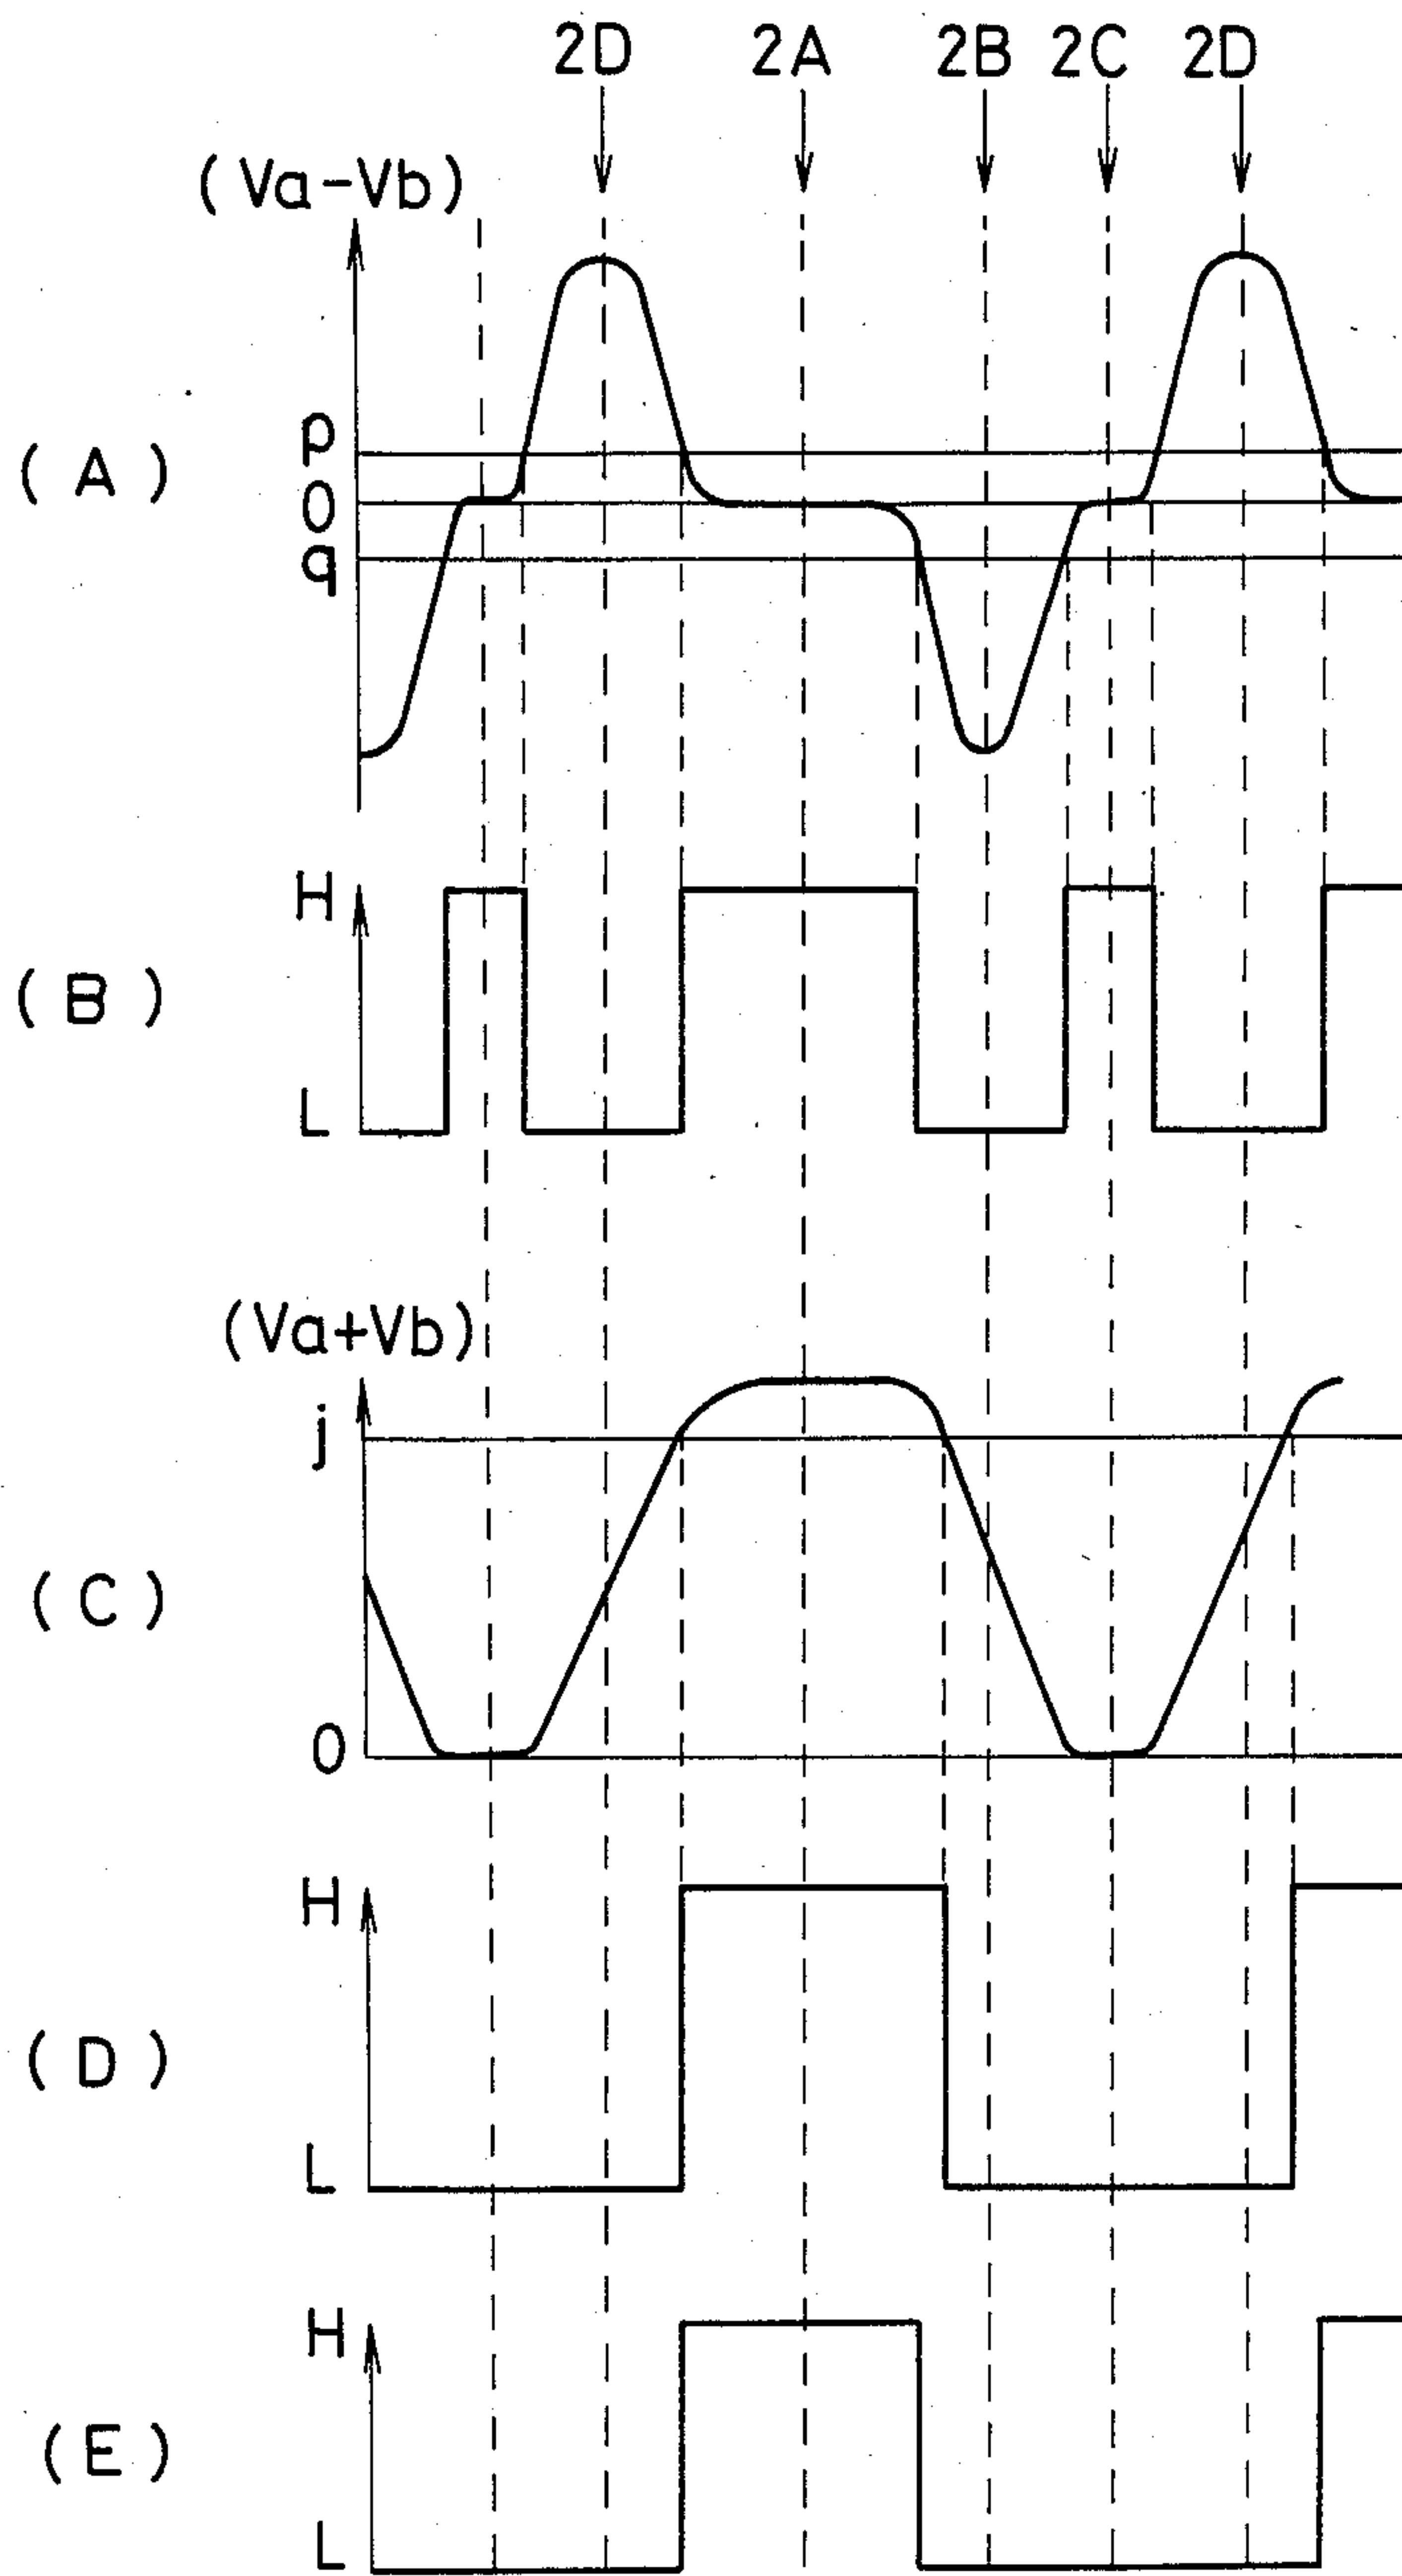 2D 2A 2B 2C 2D
(Va-Vb)
p
(A)
0
q
H
(B)
L
(Va+Vb)
j
(C)
0
H
(D)
L
H
(E)
L